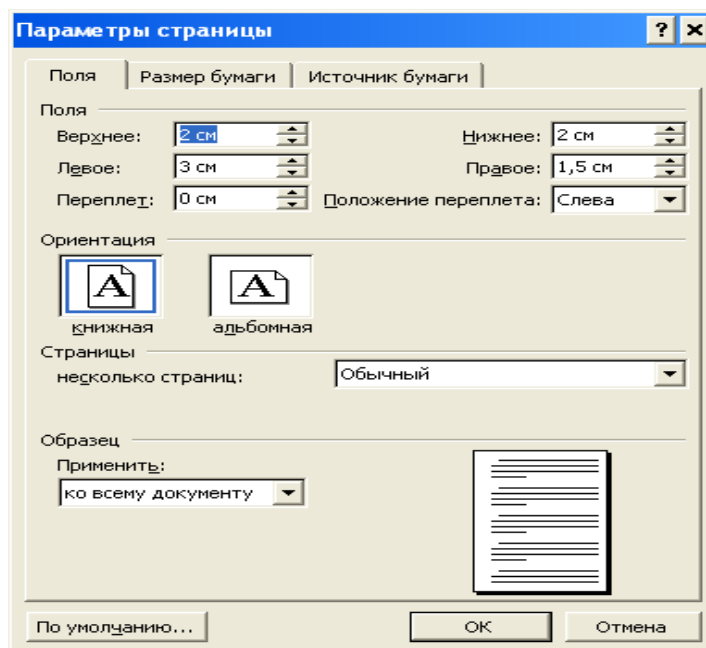 Параметры страницы
Поля Размер бумаги Источник бумаги
Поля
Верхнее: 2 см Нижнее: 2 см
Левое: 3 см Правое: 1,5 см
Переплет: 0 см Положение переплета: Слева
Ориентация
A A
книжная альбомная
Страницы
несколько страниц: Обычный
Образец
Применить:
ко всему документу
По умолчанию... ОК Отмена